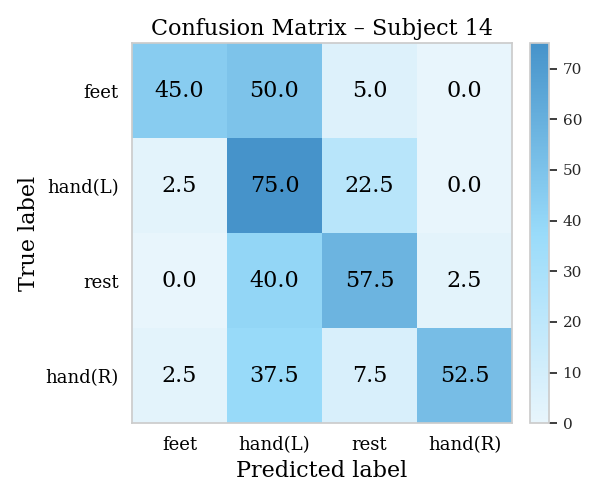 Confusion Matrix – Subject 14
True label
feet 45.0 50.0 5.0 0.0
hand(L) 2.5 75.0 22.5 0.0
rest 0.0 40.0 57.5 2.5
hand(R) 2.5 37.5 7.5 52.5
feet hand(L) rest hand(R)
Predicted label
70
60
50
40
30
20
10
0